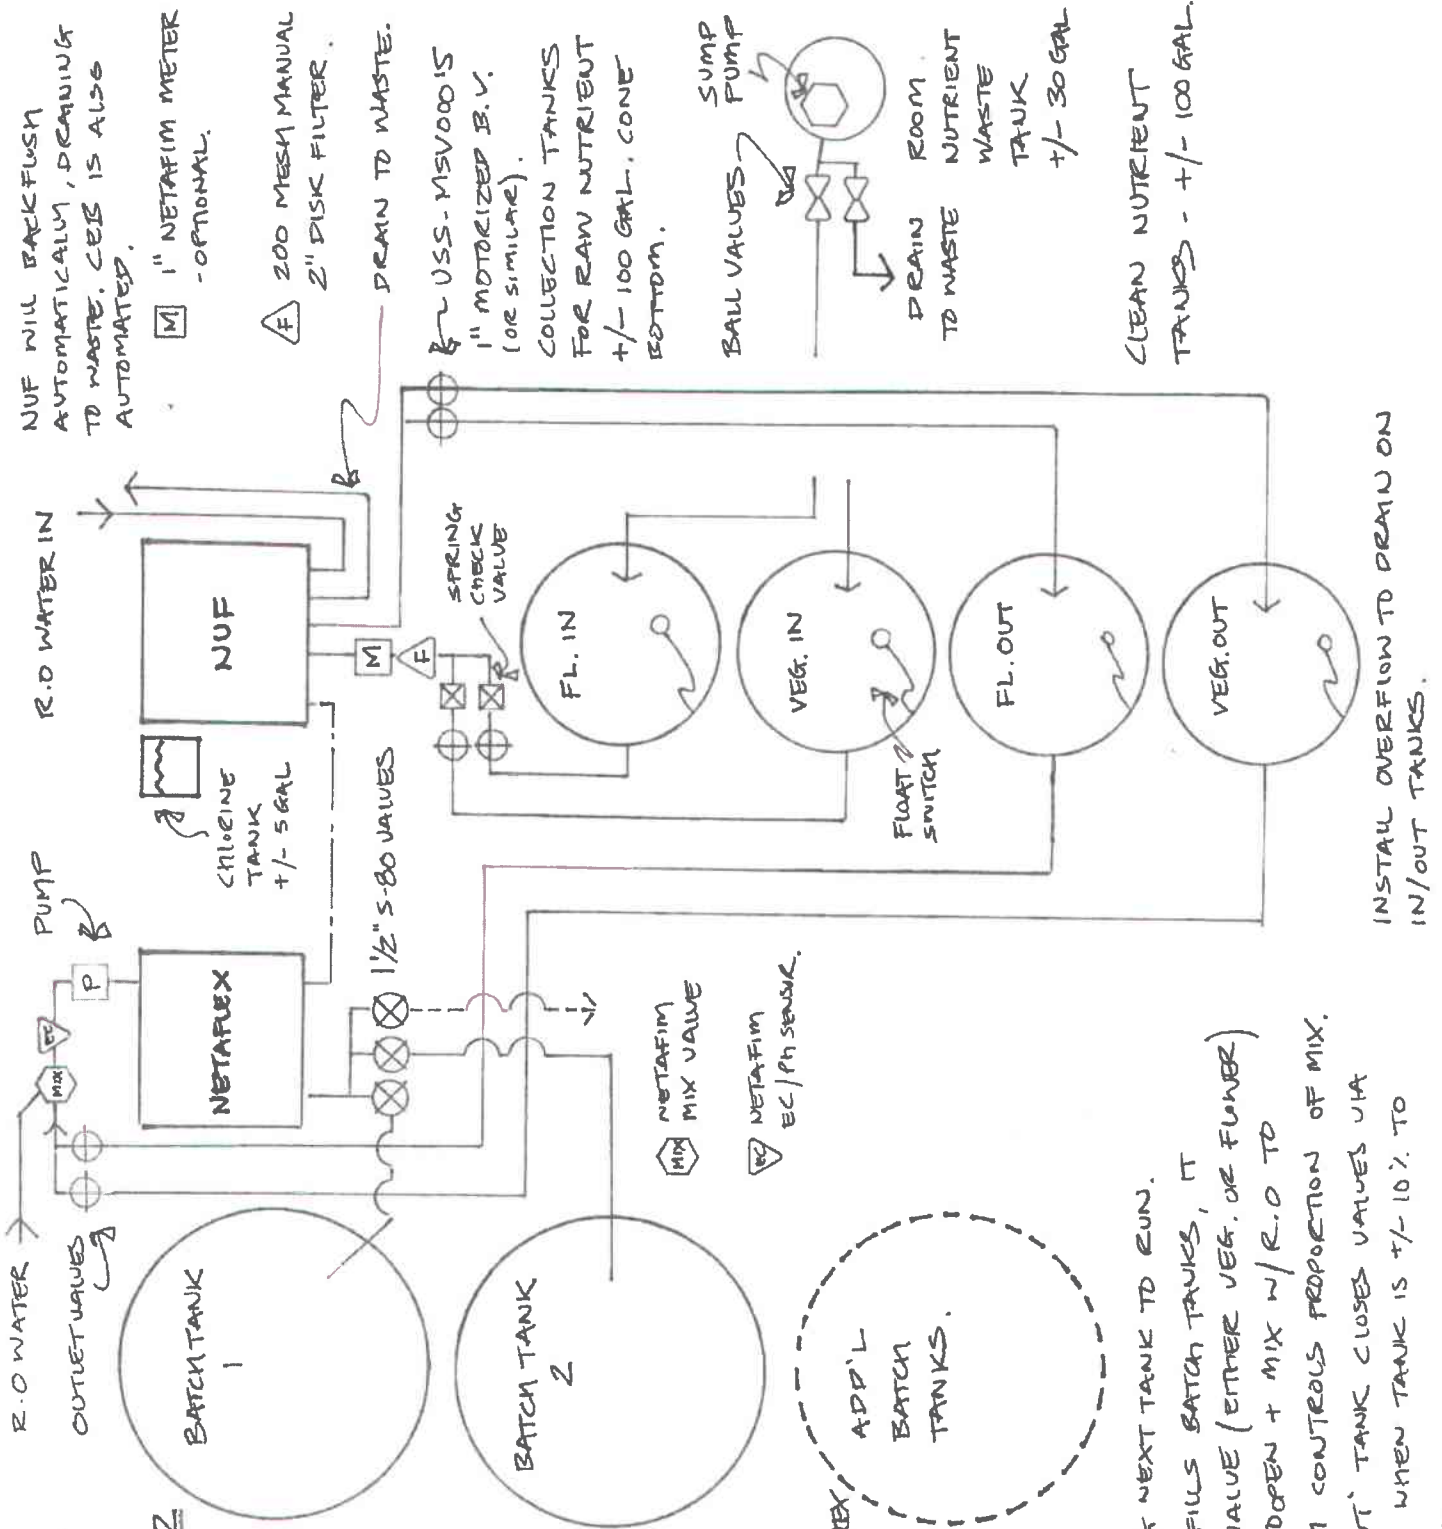 NUF WILL BACKFLUSH
AUTOMATICALLY, DRAINING
TO WASTE. CEB IS ALSO
AUTOMATED.
M 1" NETAFIM METER
- OPTIONAL.
F 200 MESH MANUAL
2" DISK FILTER.
DRAIN TO WASTE.
USS-MSV00015
1" MOTORIZED B.V.
(OR SIMILAR).
COLLECTION TANKS
FOR RAW NUTRIENT
+/- 100 GAL. CONE
BOTTOM.
BALL VALVES
SUMP
PUMP
DRAIN
TO WASTE
ROOM
NUTRIENT
WASTE
TANK
+/- 30 GAL
CLEAN NUTRIENT
TANKS - +/- 100 GAL.
R.O WATER IN
NUF
M
F
SPRING
CHECK
VALVE
CHLORINE
TANK
+/- 5 GAL
FL. IN
VEG. IN
FLOAT
SWITCH
FL. OUT
VEG. OUT
INSTALL OVERFLOW TO DRAIN ON
IN/OUT TANKS.
PUMP
P
EC
MIX
NETAFLEX
1½" S-80 VALVES
MIX NETAFIM
MIX VALVE
EC NETAFIM
EC/PH SENSOR.
R.O WATER
OUTLET VALVES
BATCH TANK
1
BATCH TANK
2
ADD'L
BATCH
TANKS.
2
NEXT TANK TO RUN.
FILLS BATCH TANKS, IT
VALVE (EITHER VEG. OR FLOWER)
OPEN + MIX W/ R.O TO
CONTROLS PROPORTION OF MIX.
TANK CLOSES VALVES VIA
WHEN TANK IS +/- 10% TO